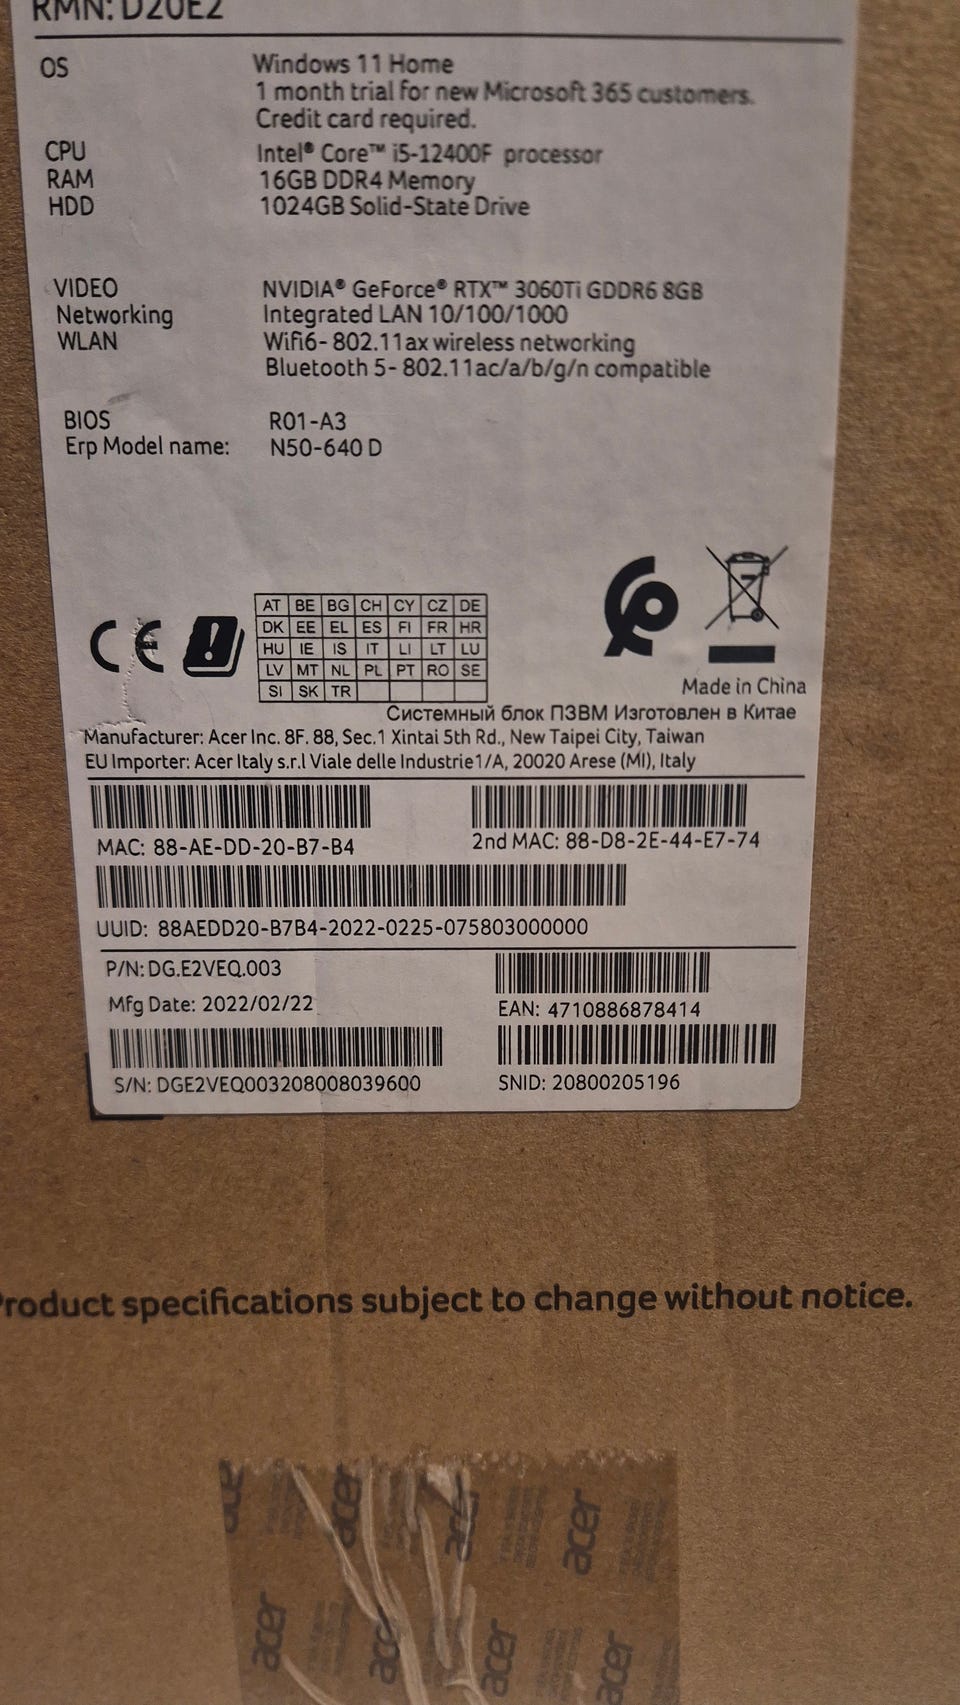 RMN: D20E2
OS Windows 11 Home
1 month trial for new Microsoft 365 customers.
Credit card required.
CPU Intel® Core™ i5-12400F processor
RAM 16GB DDR4 Memory
HDD 1024GB Solid-State Drive
VIDEO NVIDIA® GeForce® RTX™ 3060Ti GDDR6 8GB
Networking Integrated LAN 10/100/1000
WLAN Wifi6- 802.11ax wireless networking
Bluetooth 5- 802.11ac/a/b/g/n compatible
BIOS R01-A3
Erp Model name: N50-640 D
CE
AT BE BG CH CY CZ DE
DK EE EL ES FI FR HR
HU IE IS IT LI LT LU
LV MT NL PL PT RO SE
SI SK TR
Made in China
Системный блок ПЗВМ Изготовлен в Китае
Manufacturer: Acer Inc. 8F. 88, Sec.1 Xintai 5th Rd., New Taipei City, Taiwan
EU Importer: Acer Italy s.r.l Viale delle Industrie1/A, 20020 Arese (MI), Italy
MAC: 88-AE-DD-20-B7-B4 2nd MAC: 88-D8-2E-44-E7-74
UUID: 88AEDD20-B7B4-2022-0225-075803000000
P/N: DG.E2VEQ.003
Mfg Date: 2022/02/22 EAN: 4710886878414
S/N: DGE2VEQ003208008039600 SNID: 20800205196
Product specifications subject to change without notice.
acer acer acer acer
acer acer acer acer